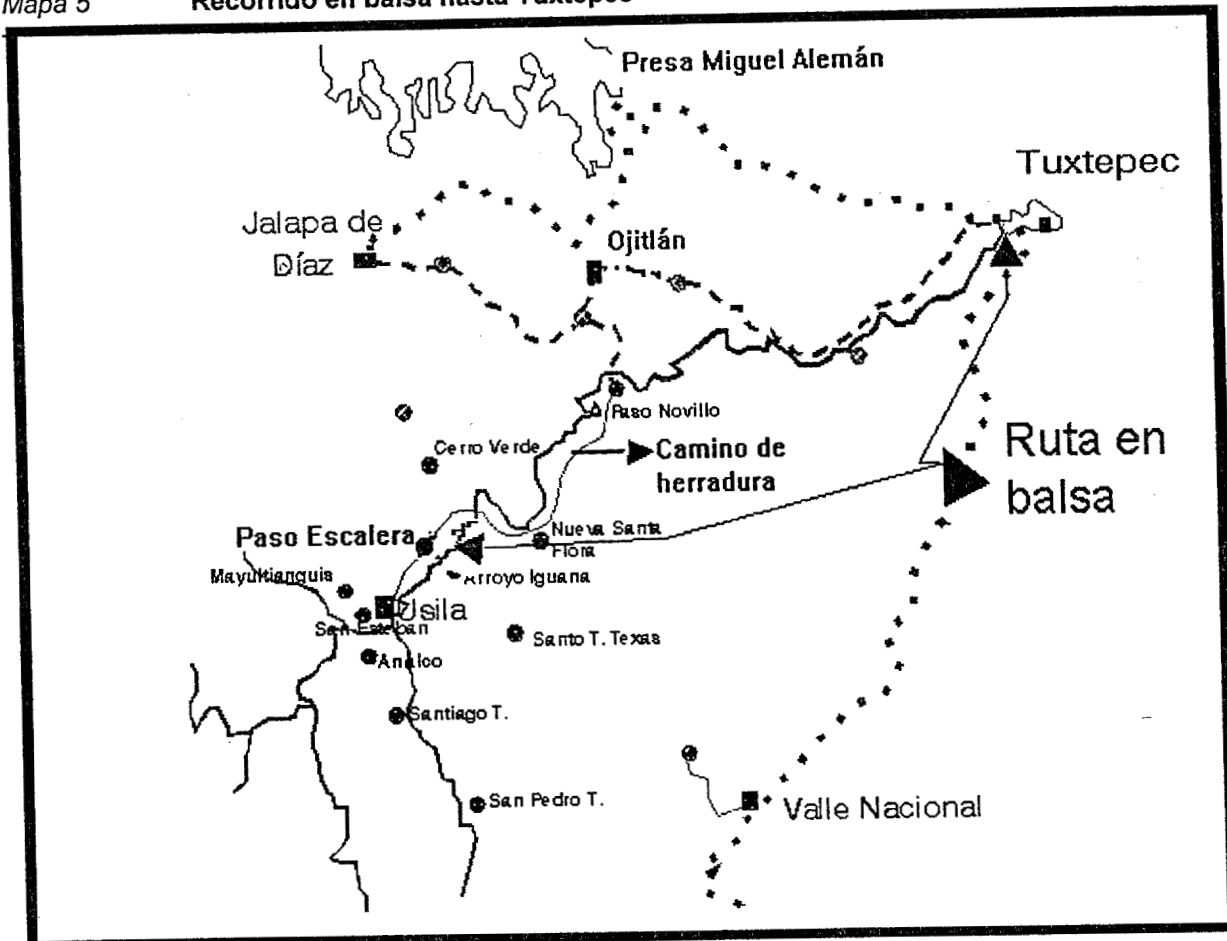 Mapa 5 Recorrido en balsa hasta Tuxtepec
Presa Miguel Alemán
Tuxtepec
Jalapa de
Díaz
Ojitlán
Paso Novillo
Cerro Verde
Camino de
herradura
Ruta en
balsa
Paso Escalera
Nueva Santa
Flora
Mayultianguis
Arroyo Iguana
Usila
San Esteban
Santo T. Texas
Analco
Santiago T.
San Pedro T.
Valle Nacional